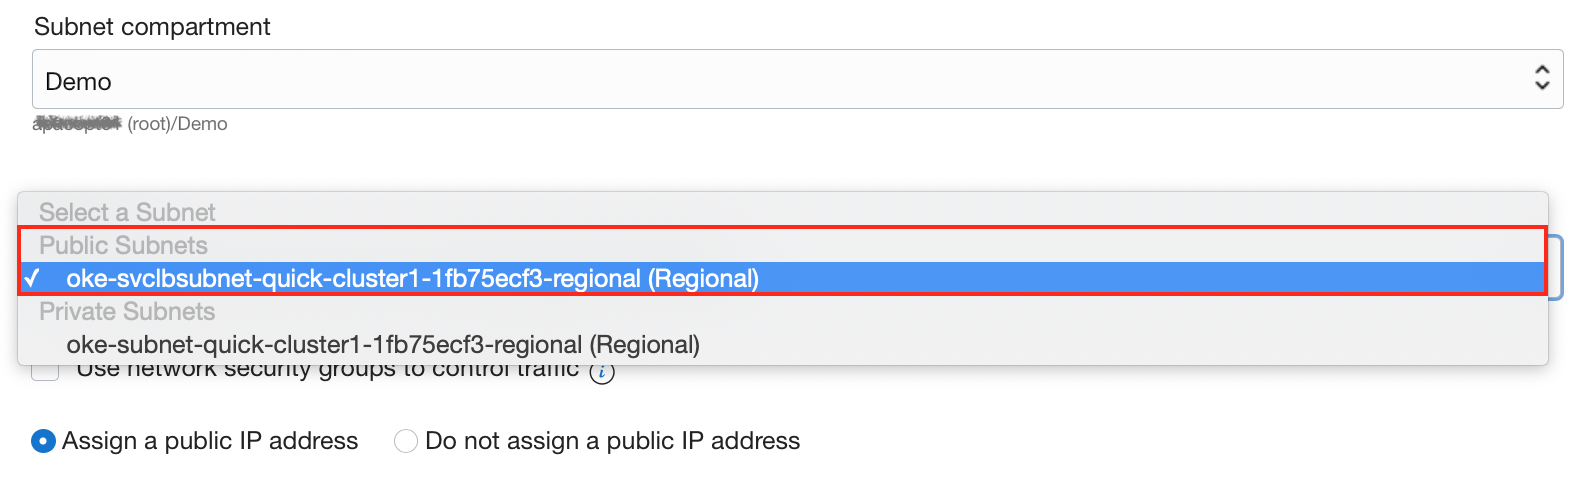 Subnet compartment
Demo
(root)/Demo
Select a Subnet
Public Subnets
✓ oke-svclbsubnet-quick-cluster1-1fb75ecf3-regional (Regional)
Private Subnets
oke-subnet-quick-cluster1-1fb75ecf3-regional (Regional)
Use network security groups to control traffic i
Assign a public IP address Do not assign a public IP address